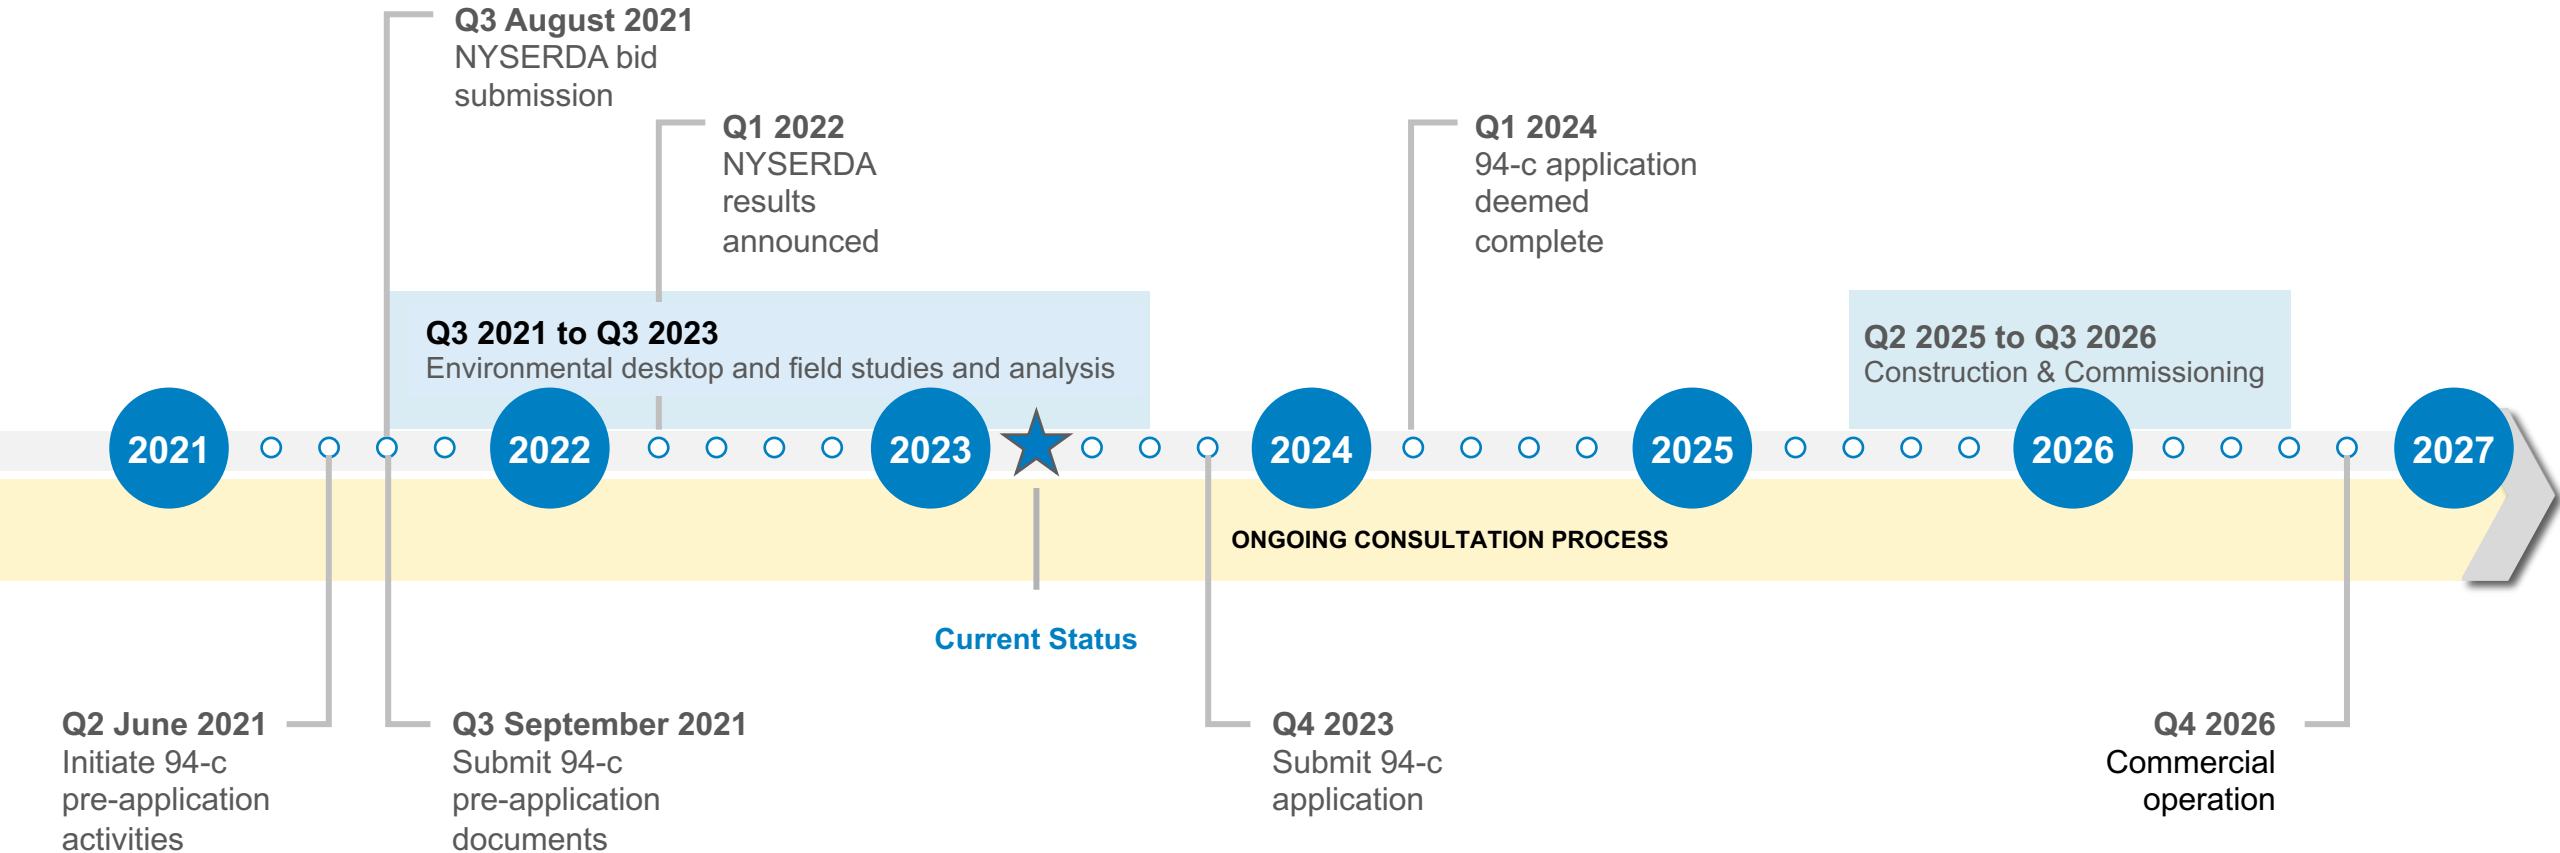 Q3 August 2021
NYSERDA bid
submission
Q1 2022
NYSERDA
results
announced
Q1 2024
94-c application
deemed
complete
Q3 2021 to Q3 2023
Environmental desktop and field studies and analysis
Q2 2025 to Q3 2026
Construction & Commissioning
2021
2022
2023
2024
2025
2026
2027
ONGOING CONSULTATION PROCESS
Current Status
Q2 June 2021
Initiate 94-c
pre-application
activities
Q3 September 2021
Submit 94-c
pre-application
documents
Q4 2023
Submit 94-c
application
Q4 2026
Commercial
operation